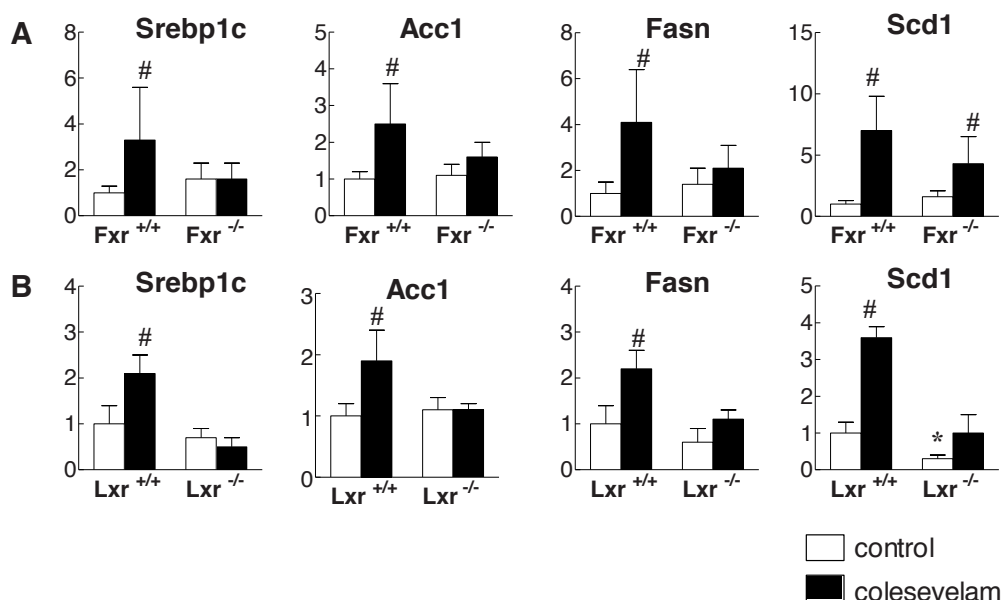 A
Srebp1c
Acc1
Fasn
Scd1
8
6
4
2
0
#
Fxr +/+ Fxr -/-
5
4
3
2
1
0
#
Fxr +/+ Fxr -/-
8
6
4
2
0
#
Fxr +/+ Fxr -/-
15
10
5
0
#
#
Fxr +/+ Fxr -/-
B
Srebp1c
Acc1
Fasn
Scd1
4
3
2
1
0
#
Lxr +/+ Lxr -/-
3
2
1
0
#
Lxr +/+ Lxr -/-
4
3
2
1
0
#
Lxr +/+ Lxr -/-
5
4
3
2
1
0
#
*
Lxr +/+ Lxr -/-
control
colesevelam